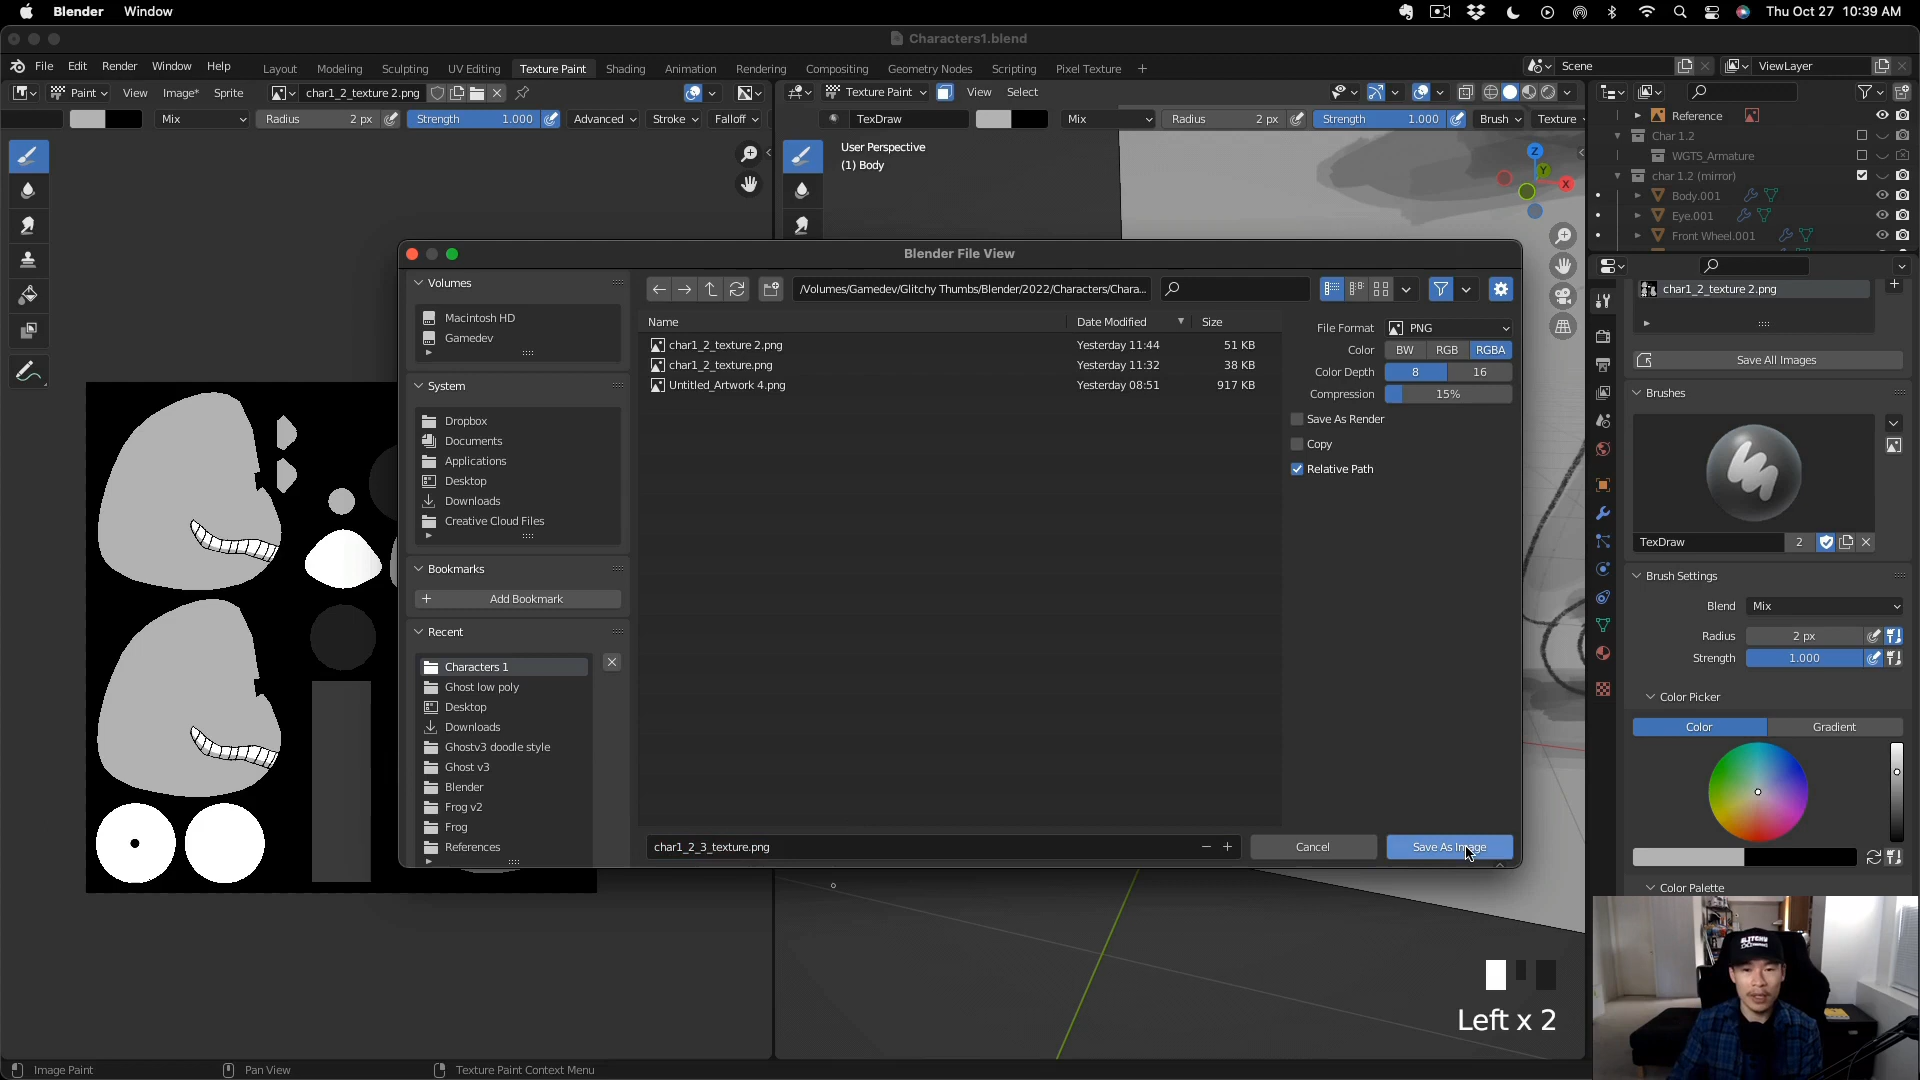 Blender Window
Thu Oct 27 10:39 AM
Characters1.blend
File Edit Render Window Help
Layout Modeling Sculpting UV Editing Texture Paint Shading Animation Rendering Compositing Geometry Nodes Scripting Pixel Texture +
Scene
ViewLayer
Paint View Image* Sprite
char1_2_texture 2.png
Texture Paint View Select
Mix Radius 2 px Strength 1.000 Advanced Stroke Falloff
TexDraw Mix Radius 2 px Strength 1.000 Brush Texture
User Perspective
(1) Body
Z
Y
X
Reference
Char 1.2
WGTS_Armature
char 1.2 (mirror)
Body.001
Eye.001
Front Wheel.001
Blender File View
Volumes
Macintosh HD
Gamedev
System
Dropbox
Documents
Applications
Desktop
Downloads
Creative Cloud Files
Bookmarks
+ Add Bookmark
Recent
Characters 1
Ghost low poly
Desktop
Downloads
Ghostv3 doodle style
Ghost v3
Blender
Frog v2
Frog
References
/Volumes/Gamedev/Glitchy Thumbs/Blender/2022/Characters/Chara...
Name Date Modified Size
char1_2_texture 2.png Yesterday 11:44 51 KB
char1_2_texture.png Yesterday 11:32 38 KB
Untitled_Artwork 4.png Yesterday 08:51 917 KB
File Format PNG
Color BW RGB RGBA
Color Depth 8 16
Compression 15%
Save As Render
Copy
Relative Path
char1_2_3_texture.png
Cancel
Save As Image
char1_2_texture 2.png
Save All Images
Brushes
TexDraw 2
Brush Settings
Blend Mix
Radius 2 px
Strength 1.000
Color Picker
Color Gradient
Color Palette
Left x 2
Image Paint Pan View Texture Paint Context Menu